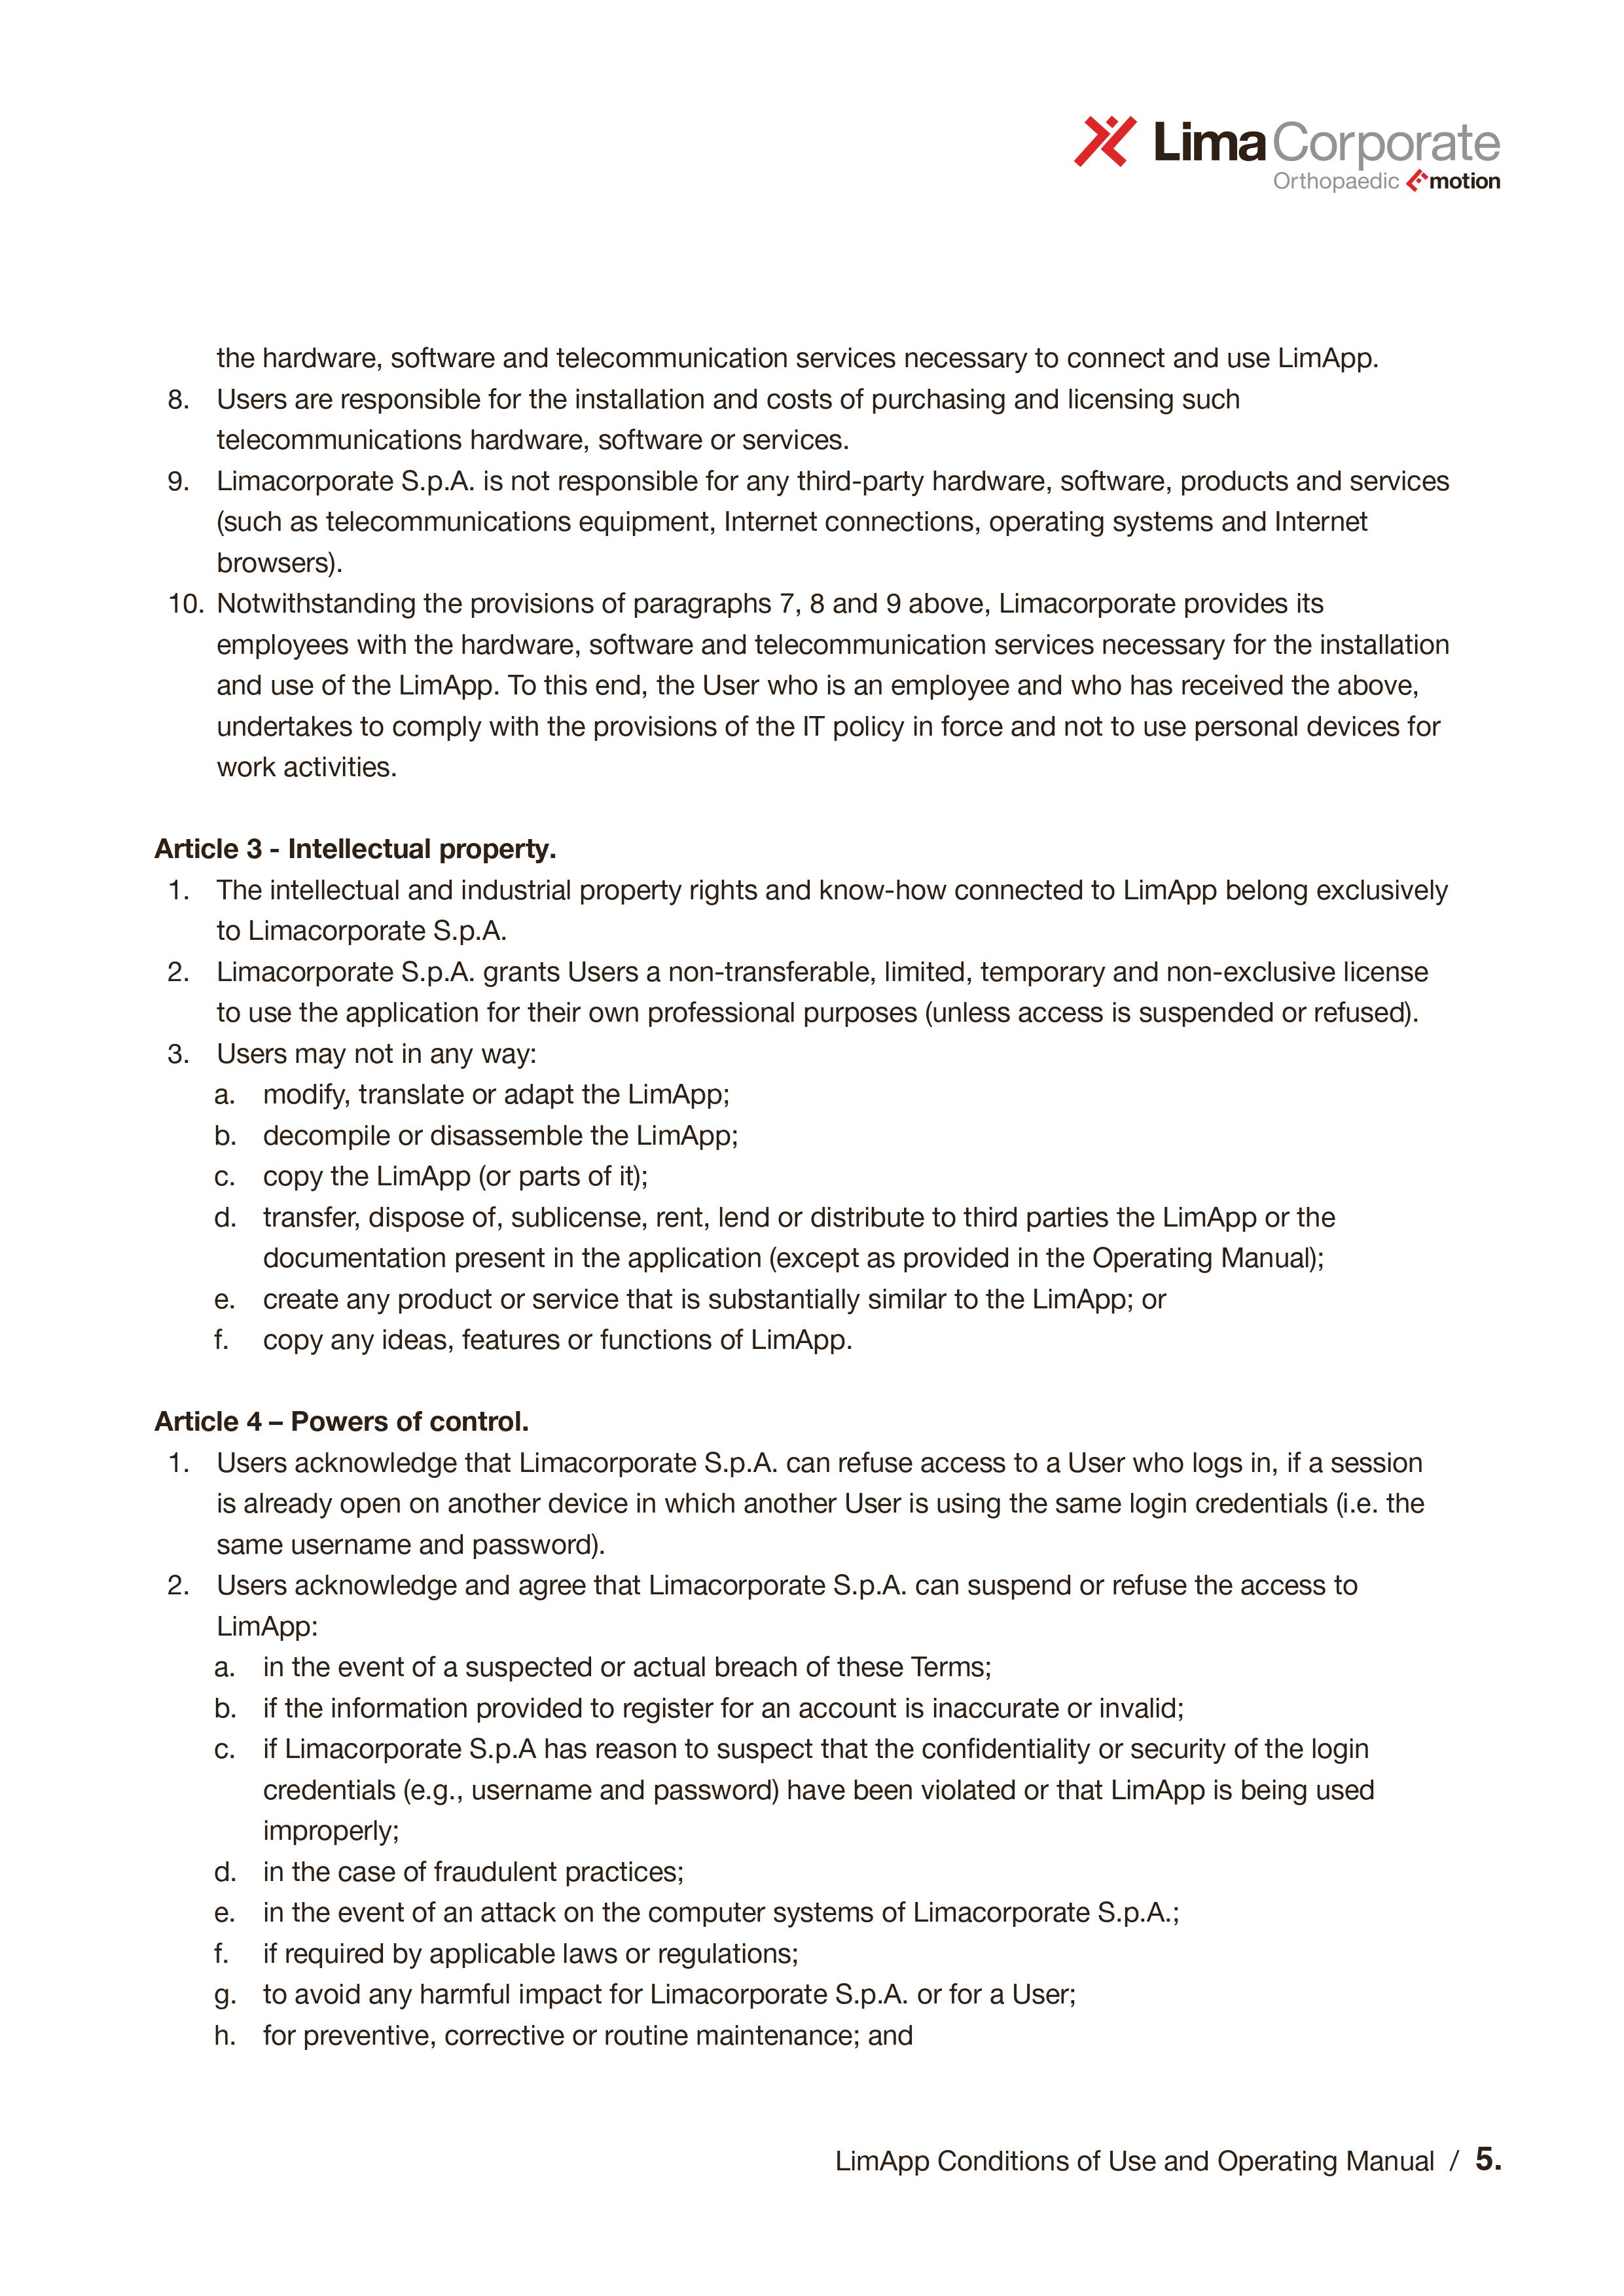 Lima Corporate
Orthopaedic Emotion
the hardware, software and telecommunication services necessary to connect and use LimApp.
8. Users are responsible for the installation and costs of purchasing and licensing such
telecommunications hardware, software or services.
9. Limacorporate S.p.A. is not responsible for any third-party hardware, software, products and services
(such as telecommunications equipment, Internet connections, operating systems and Internet
browsers).
10. Notwithstanding the provisions of paragraphs 7, 8 and 9 above, Limacorporate provides its
employees with the hardware, software and telecommunication services necessary for the installation
and use of the LimApp. To this end, the User who is an employee and who has received the above,
undertakes to comply with the provisions of the IT policy in force and not to use personal devices for
work activities.
Article 3 - Intellectual property.
1. The intellectual and industrial property rights and know-how connected to LimApp belong exclusively
to Limacorporate S.p.A.
2. Limacorporate S.p.A. grants Users a non-transferable, limited, temporary and non-exclusive license
to use the application for their own professional purposes (unless access is suspended or refused).
3. Users may not in any way:
a. modify, translate or adapt the LimApp;
b. decompile or disassemble the LimApp;
c. copy the LimApp (or parts of it);
d. transfer, dispose of, sublicense, rent, lend or distribute to third parties the LimApp or the
documentation present in the application (except as provided in the Operating Manual);
e. create any product or service that is substantially similar to the LimApp; or
f. copy any ideas, features or functions of LimApp.
Article 4 – Powers of control.
1. Users acknowledge that Limacorporate S.p.A. can refuse access to a User who logs in, if a session
is already open on another device in which another User is using the same login credentials (i.e. the
same username and password).
2. Users acknowledge and agree that Limacorporate S.p.A. can suspend or refuse the access to
LimApp:
a. in the event of a suspected or actual breach of these Terms;
b. if the information provided to register for an account is inaccurate or invalid;
c. if Limacorporate S.p.A has reason to suspect that the confidentiality or security of the login
credentials (e.g., username and password) have been violated or that LimApp is being used
improperly;
d. in the case of fraudulent practices;
e. in the event of an attack on the computer systems of Limacorporate S.p.A.;
f. if required by applicable laws or regulations;
g. to avoid any harmful impact for Limacorporate S.p.A. or for a User;
h. for preventive, corrective or routine maintenance; and
LimApp Conditions of Use and Operating Manual / 5.